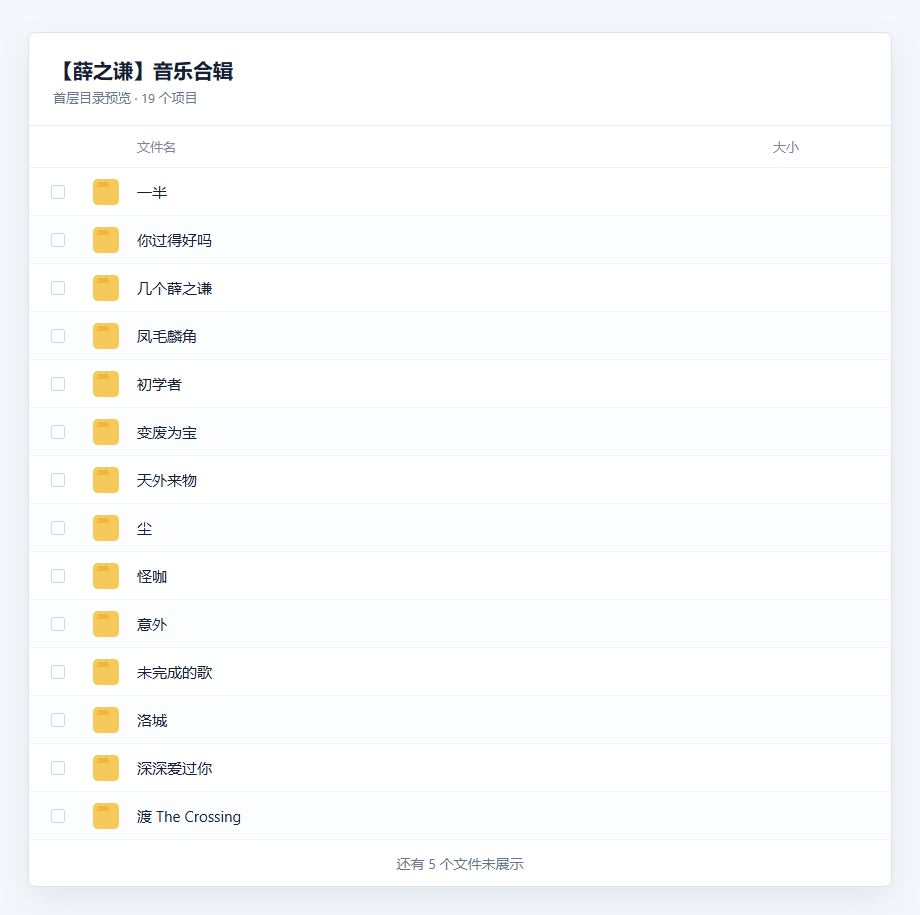 【薛之谦】音乐合辑
首层目录预览 · 19 个项目
文件名 大小
一半
你过得好吗
几个薛之谦
凤毛麟角
初学者
变废为宝
天外来物
尘
怪咖
意外
未完成的歌
洛城
深深爱过你
渡 The Crossing
还有 5 个文件未展示